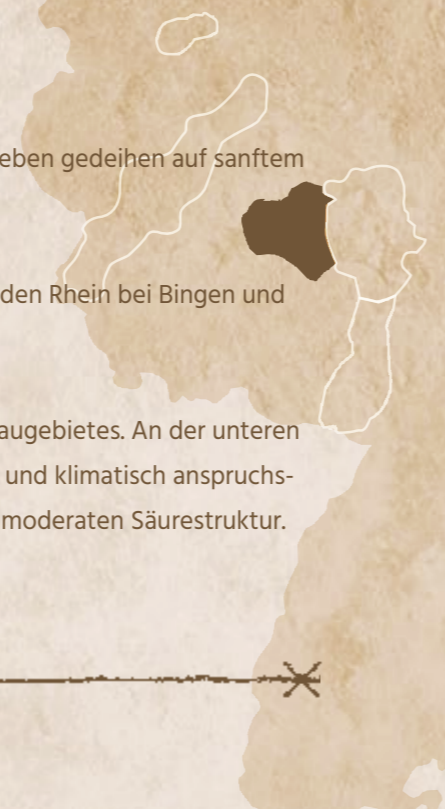 eben gedeihen auf sanftem
den Rhein bei Bingen und
augebietes. An der unteren
und klimatisch anspruchs-
moderaten Säurestruktur.